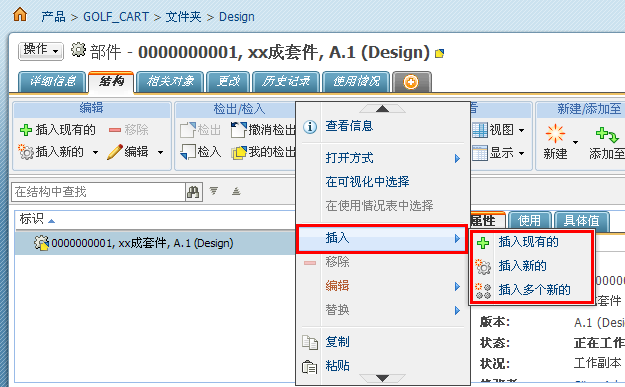 产品 > GOLF_CART > 文件夹 > Design
操作 部件 - 0000000001, xx成套件, A.1 (Design)
详细信息 结构 相关对象 更改 历史记录 使用情况
编辑 检出/检入 新建/添加至
插入现有的 移除 检出 撤消检出 视图 新建 添加至
插入新的 编辑 检入 我的检出 显示
在结构中查找
标识
0000000001, xx成套件, A.1 (Design)
查看信息
打开方式
在可视化中选择
在使用情况表中选择
插入
移除
编辑
替换
复制
粘贴
插入现有的
插入新的
插入多个新的
属性 使用 具体值
版本: A.1 (Desi
状态: 正在工作
状况: 工作副本